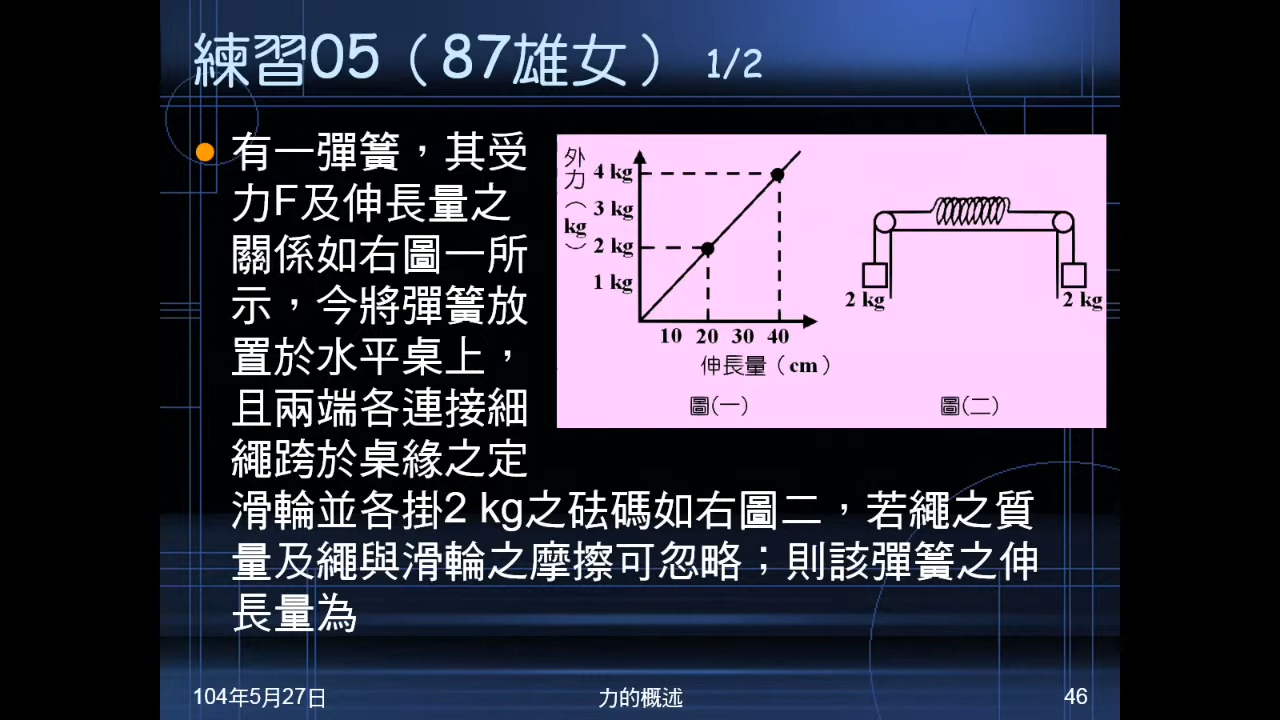 練習05（87雄女） 1/2
有一彈簧，其受
力F及伸長量之
關係如右圖一所
示，今將彈簧放
置於水平桌上，
且兩端各連接細
繩跨於桌緣之定
滑輪並各掛2 kg之砝碼如右圖二，若繩之質
量及繩與滑輪之摩擦可忽略；則該彈簧之伸
長量為
外力（kg）
4 kg
3 kg
2 kg
1 kg
10 20 30 40
伸長量（cm）
圖(一)
2 kg
2 kg
圖(二)
104年5月27日
力的概述
46